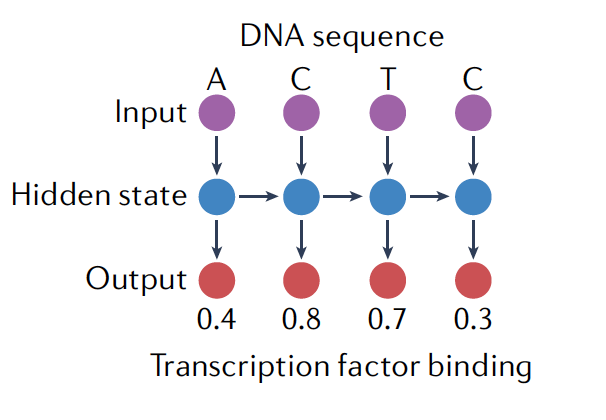 DNA sequence
A C T C
Input
Hidden state
Output
0.4 0.8 0.7 0.3
Transcription factor binding